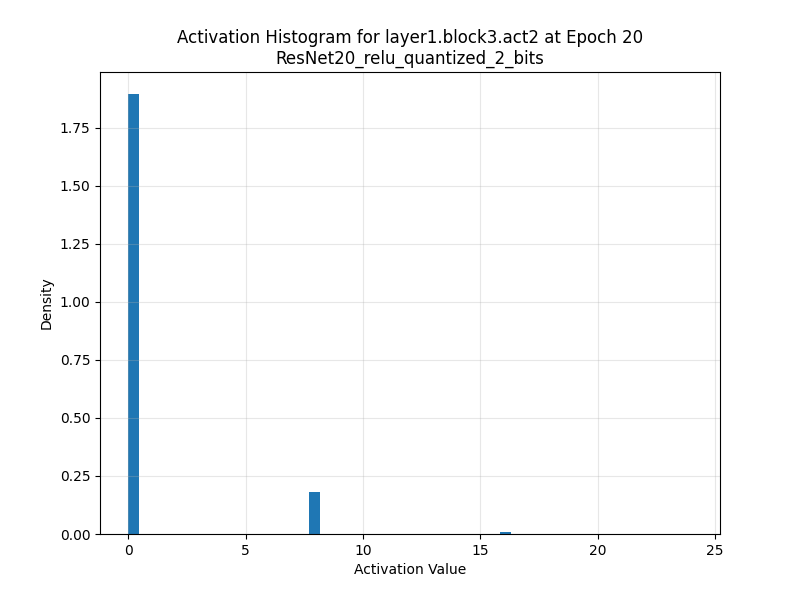 Activation Histogram for layer1.block3.act2 at Epoch 20
ResNet20_relu_quantized_2_bits
Density
1.75
1.50
1.25
1.00
0.75
0.50
0.25
0.00
0 5 10 15 20 25
Activation Value